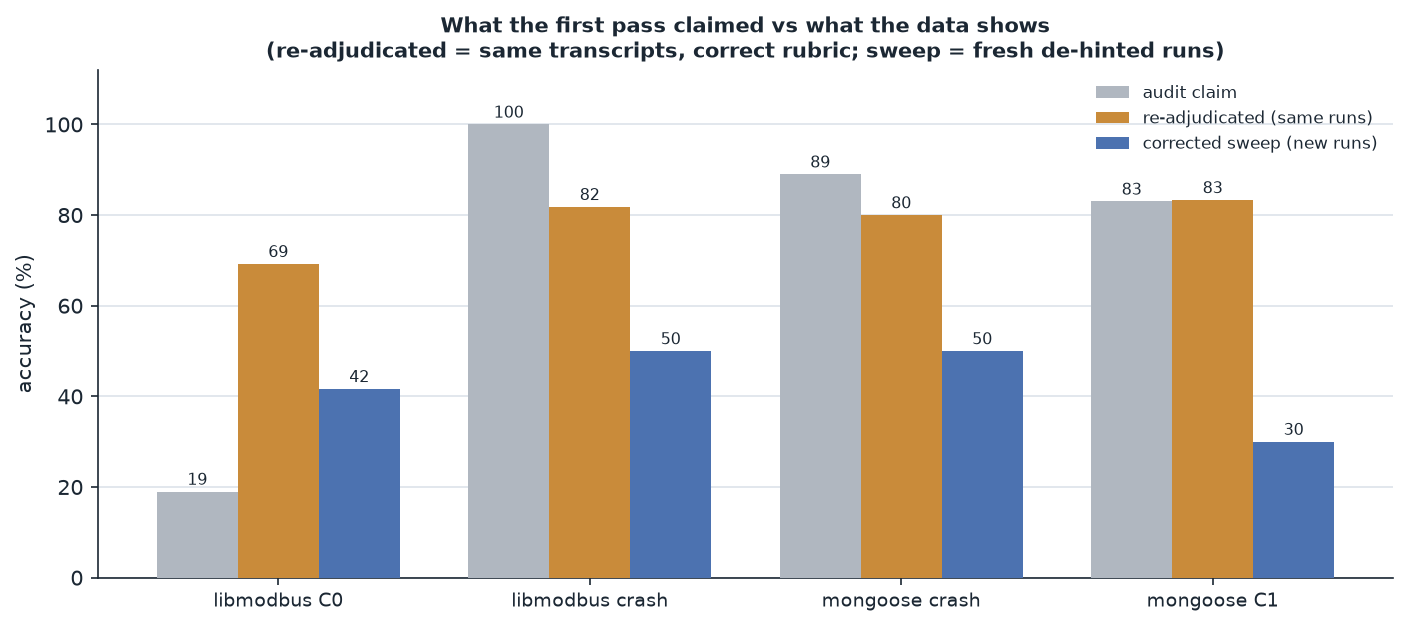 What the first pass claimed vs what the data shows
(re-adjudicated = same transcripts, correct rubric; sweep = fresh de-hinted runs)
audit claim
re-adjudicated (same runs)
corrected sweep (new runs)
accuracy (%)
100
80
60
40
20
0
19
69
42
100
82
50
89
80
50
83
83
30
libmodbus C0
libmodbus crash
mongoose crash
mongoose C1